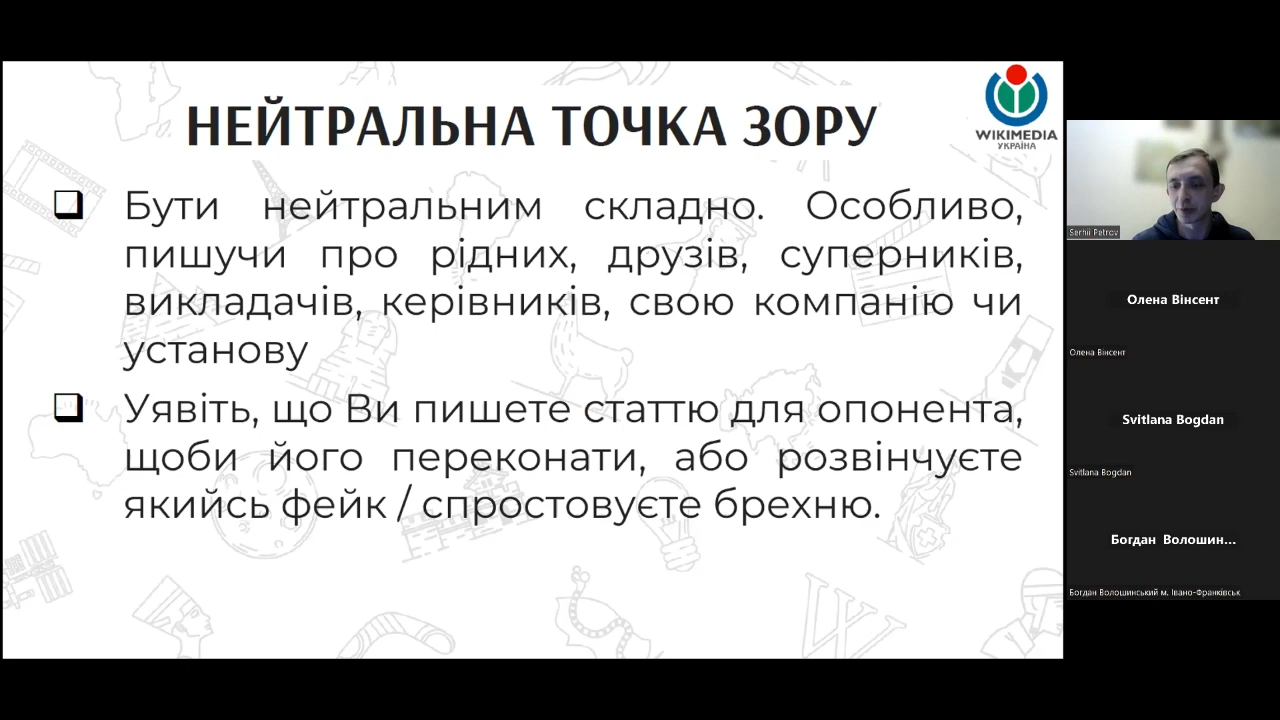 НЕЙТРАЛЬНА ТОЧКА ЗОРУ
WIKIMEDIA
УКРАЇНА
Бути нейтральним складно. Особливо,
пишучи про рідних, друзів, суперників,
викладачів, керівників, свою компанію чи
установу
Уявіть, що Ви пишете статтю для опонента,
щоби його переконати, або розвінчуєте
якийсь фейк / спростовуєте брехню.
Serhii Petrov
Олена Вінсент
Олена Вінсент
Svitlana Bogdan
Svitlana Bogdan
Богдан Волошин...
Богдан Волошинський м. Івано-Франківськ